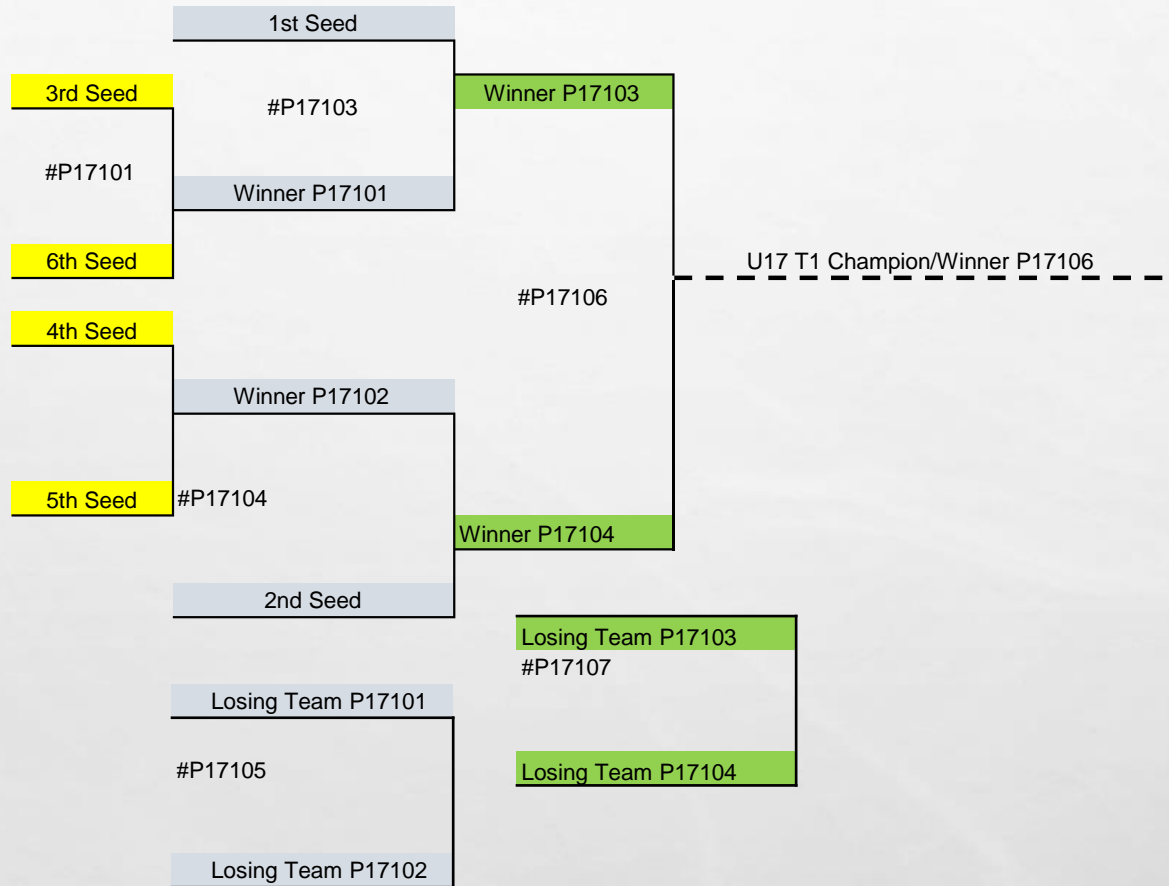 1st Seed
3rd Seed
Winner P17103
#P17103
#P17101
Winner P17101
6th Seed
U17 T1 Champion/Winner P17106
#P17106
4th Seed
Winner P17102
5th Seed
#P17104
Winner P17104
2nd Seed
Losing Team P17103
#P17107
Losing Team P17101
#P17105
Losing Team P17104
Losing Team P17102